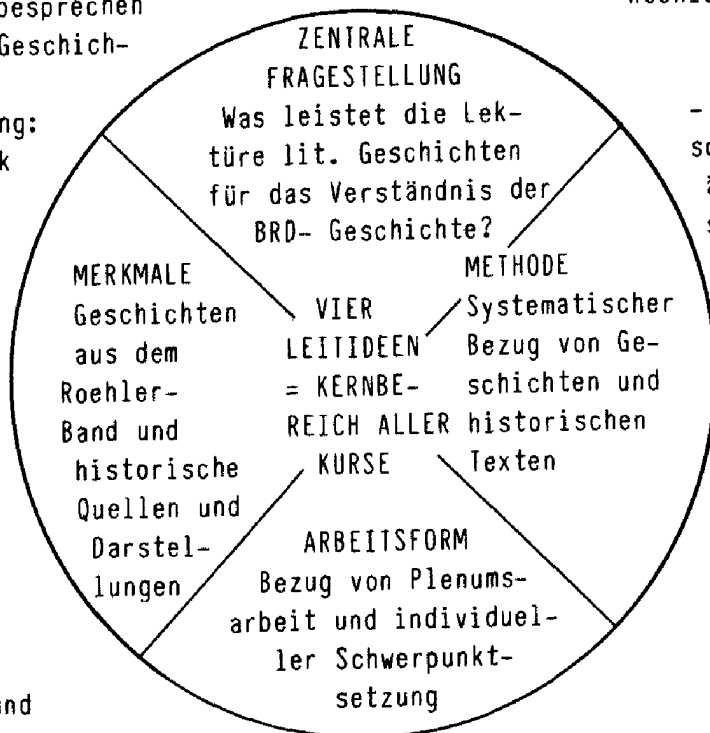 besprechen
Geschich-
ng:
k
ZENTRALE
FRAGESTELLUNG
Was leistet die Lek-
türe lit. Geschichten
für das Verständnis der
BRD- Geschichte?
MERKMALE
Geschichten
aus dem
Roehler-
Band und
historische
Quellen und
Darstel-
lungen
VIER
LEITIDEEN
= KERNBE-
REICH ALLER
KURSE
METHODE
Systematischer
Bezug von Ge-
schichten und
historischen
Texten
ARBEITSFORM
Bezug von Plenums-
arbeit und individuel-
ler Schwerpunkt-
setzung
und
-